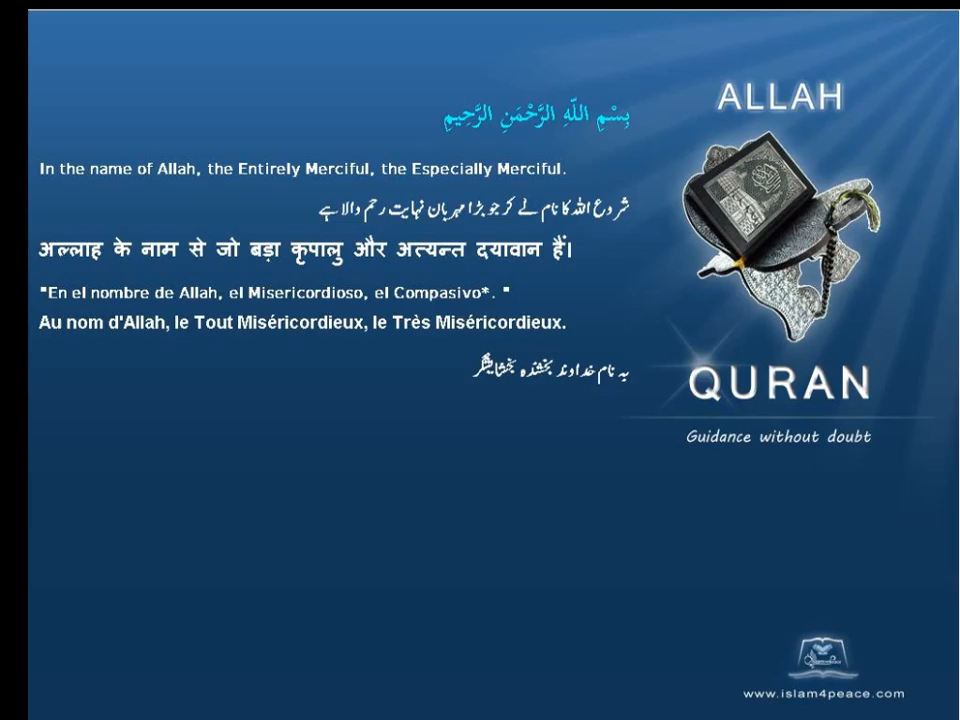 بِسْمِ اللَّهِ الرَّحْمَنِ الرَّحِيمِ
In the name of Allah, the Entirely Merciful, the Especially Merciful.
شروع الله کا نام لے کر جو بڑا مہربان نہایت رحم والا ہے
अल्लाह के नाम से जो बड़ा कृपालु और अत्यन्त दयावान हैं।
"En el nombre de Allah, el Misericordioso, el Compasivo*. "
Au nom d'Allah, le Tout Miséricordieux, le Très Miséricordieux.
به نام خداوند بخشنده بخشایشگر
ALLAH
QURAN
Guidance without doubt
www.islam4peace.com